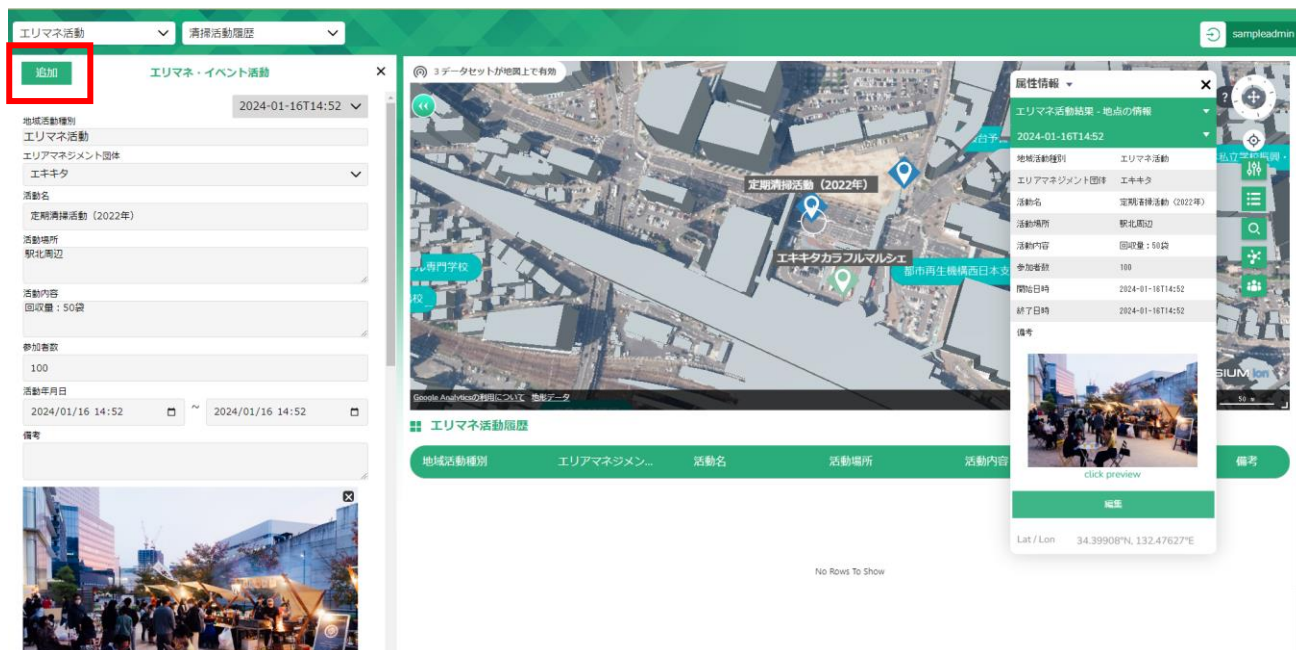 エリマネ活動
清掃活動履歴
sampleadmin
追加
エリマネ・イベント活動
2024-01-16T14:52
地域活動種別
エリマネ活動
エリアマネジメント団体
エキキタ
活動名
定期清掃活動（2022年）
活動場所
駅北周辺
活動内容
回収量：50袋
参加者数
100
活動年月日
2024/01/16 14:52 ~ 2024/01/16 14:52
備考
3 データセットが地図上で有効
定期清掃活動（2022年）
エキキタカラフルマルシェ
都市再生機構西日本支
ル専門学校
校
Google Analyticsの利用について 地形データ
?
SIUM ion
50 m
属性情報
エリマネ活動結果 - 地点の情報
2024-01-16T14:52
地域活動種別 エリマネ活動
エリアマネジメント団体 エキキタ
活動名 定期清掃活動（2022年）
活動場所 駅北周辺
活動内容 回収量：50袋
参加者数 100
開始日時 2024-01-16T14:52
終了日時 2024-01-16T14:52
備考
click preview
編集
Lat / Lon 34.39908°N, 132.47627°E
エリマネ活動履歴
地域活動種別 エリアマネジメン... 活動名 活動場所 活動内容 備考
No Rows To Show